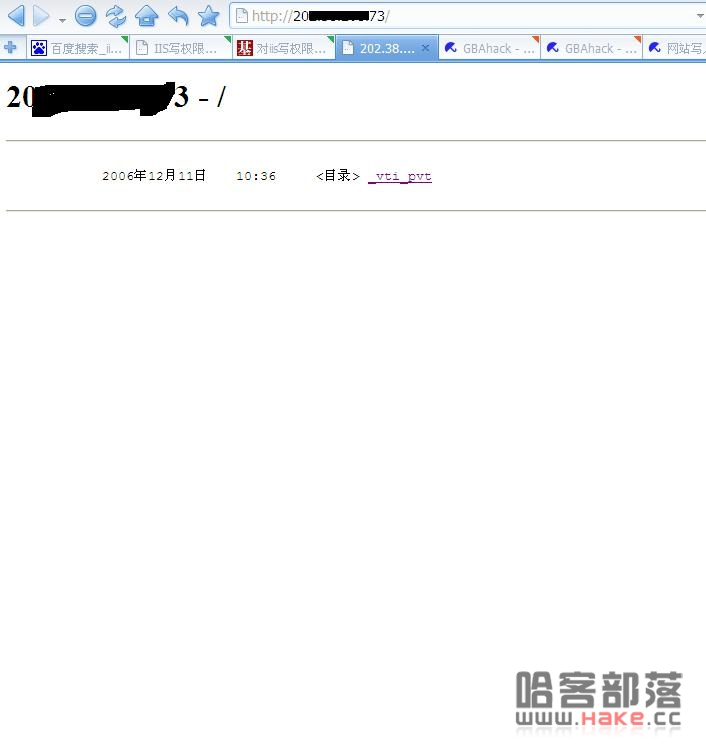 http://20 73/
百度搜索_ii...
IIS写权限...
基
对iis写权限...
202.38....
GBAhack - ...
GBAhack - ...
网站写
20 3 - /
2006年12月11日 10:36 <目录> _vti_pvt
哈客部落
www.Hake.cc